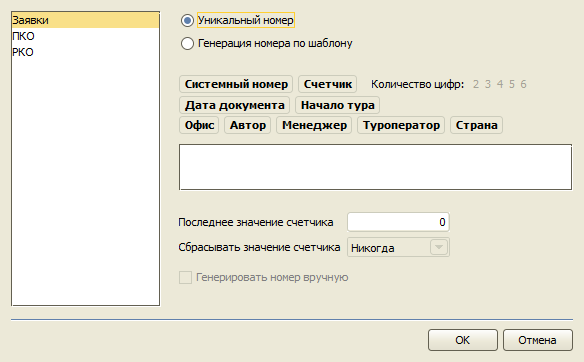 Заявки
ПКО
РКО
Уникальный номер
Генерация номера по шаблону
Системный номер Счетчик Количество цифр: 2 3 4 5 6
Дата документа Начало тура
Офис Автор Менеджер Туроператор Страна
Последнее значение счетчика 0
Сбрасывать значение счетчика Никогда
Генерировать номер вручную
ОК Отмена